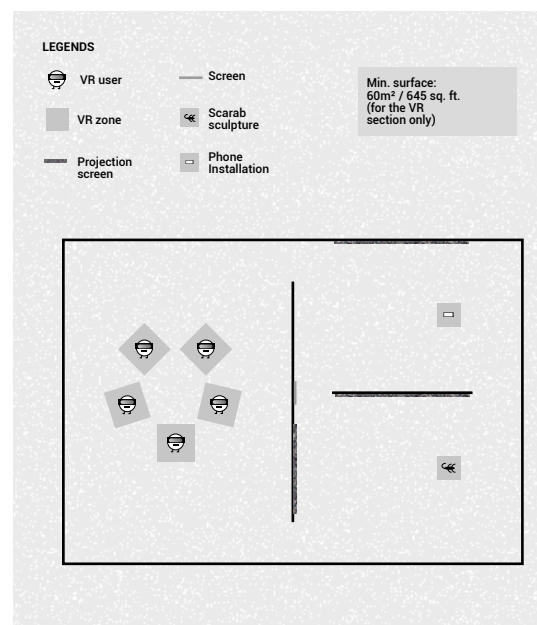 LEGENDS
VR user
Screen
VR zone
Scarab
sculpture
Projection
screen
Phone
Installation
Min. surface:
60m² / 645 sq. ft.
(for the VR
section only)